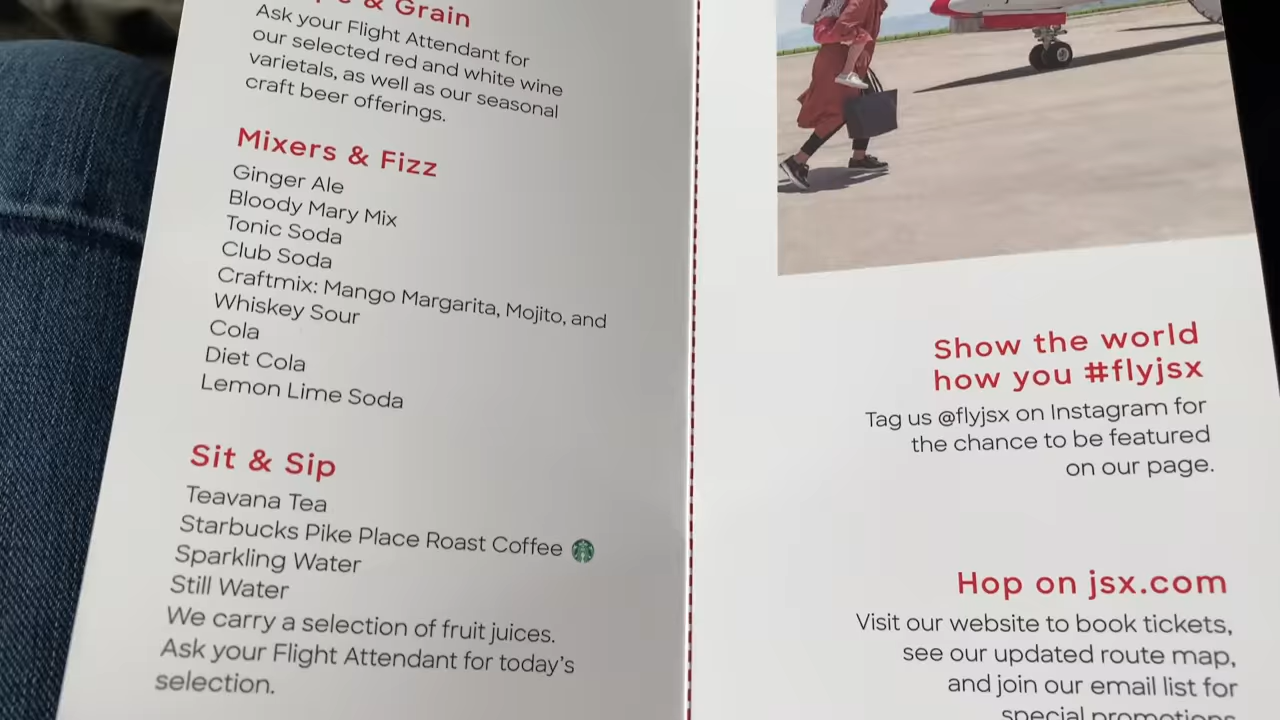 & Grain
Ask your Flight Attendant for
our selected red and white wine
varietals, as well as our seasonal
craft beer offerings.
Mixers & Fizz
Ginger Ale
Bloody Mary Mix
Tonic Soda
Club Soda
Craftmix: Mango Margarita, Mojito, and
Whiskey Sour
Cola
Diet Cola
Lemon Lime Soda
Sit & Sip
Teavana Tea
Starbucks Pike Place Roast Coffee
Sparkling Water
Still Water
We carry a selection of fruit juices.
Ask your Flight Attendant for today's
selection.
Show the world
how you #flyjsx
Tag us @flyjsx on Instagram for
the chance to be featured
on our page.
Hop on jsx.com
Visit our website to book tickets,
see our updated route map,
and join our email list for
special promotions